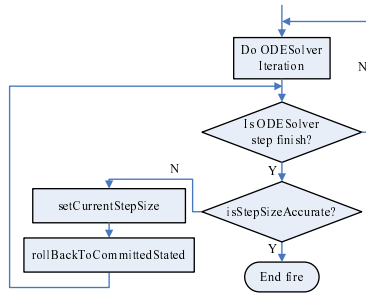 Do ODESolver
Iteration
N
Is ODESolver
step finish?
Y
N
isStepSizeAccurate?
setCurrentStepSize
rollBackToCommittedStated
Y
End fire